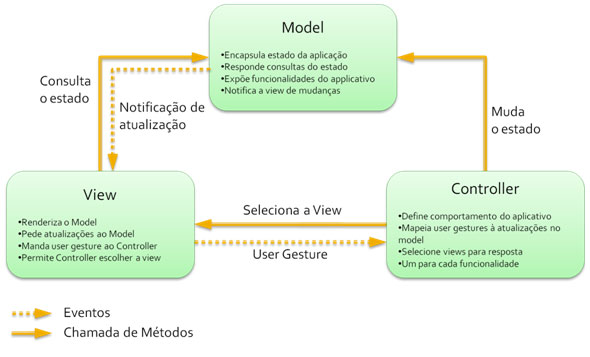 Model
•Encapsula estado da aplicação
•Responde consultas do estado
•Expõe funcionalidades do applicativo
•Notifica a view de mudanças
Consulta
o estado
Notificação de
atualização
Muda
o estado
View
•Renderiza o Model
•Pede atualizações ao Model
•Manda user gesture ao Controller
•Permite Controller escolher a view
Seleciona a View
User Gesture
Controller
•Define comportamento do aplicativo
•Mapeia user gestures à atualizações no
model
•Selecione views para resposta
•Um para cada funcionalidade
Eventos
Chamada de Métodos